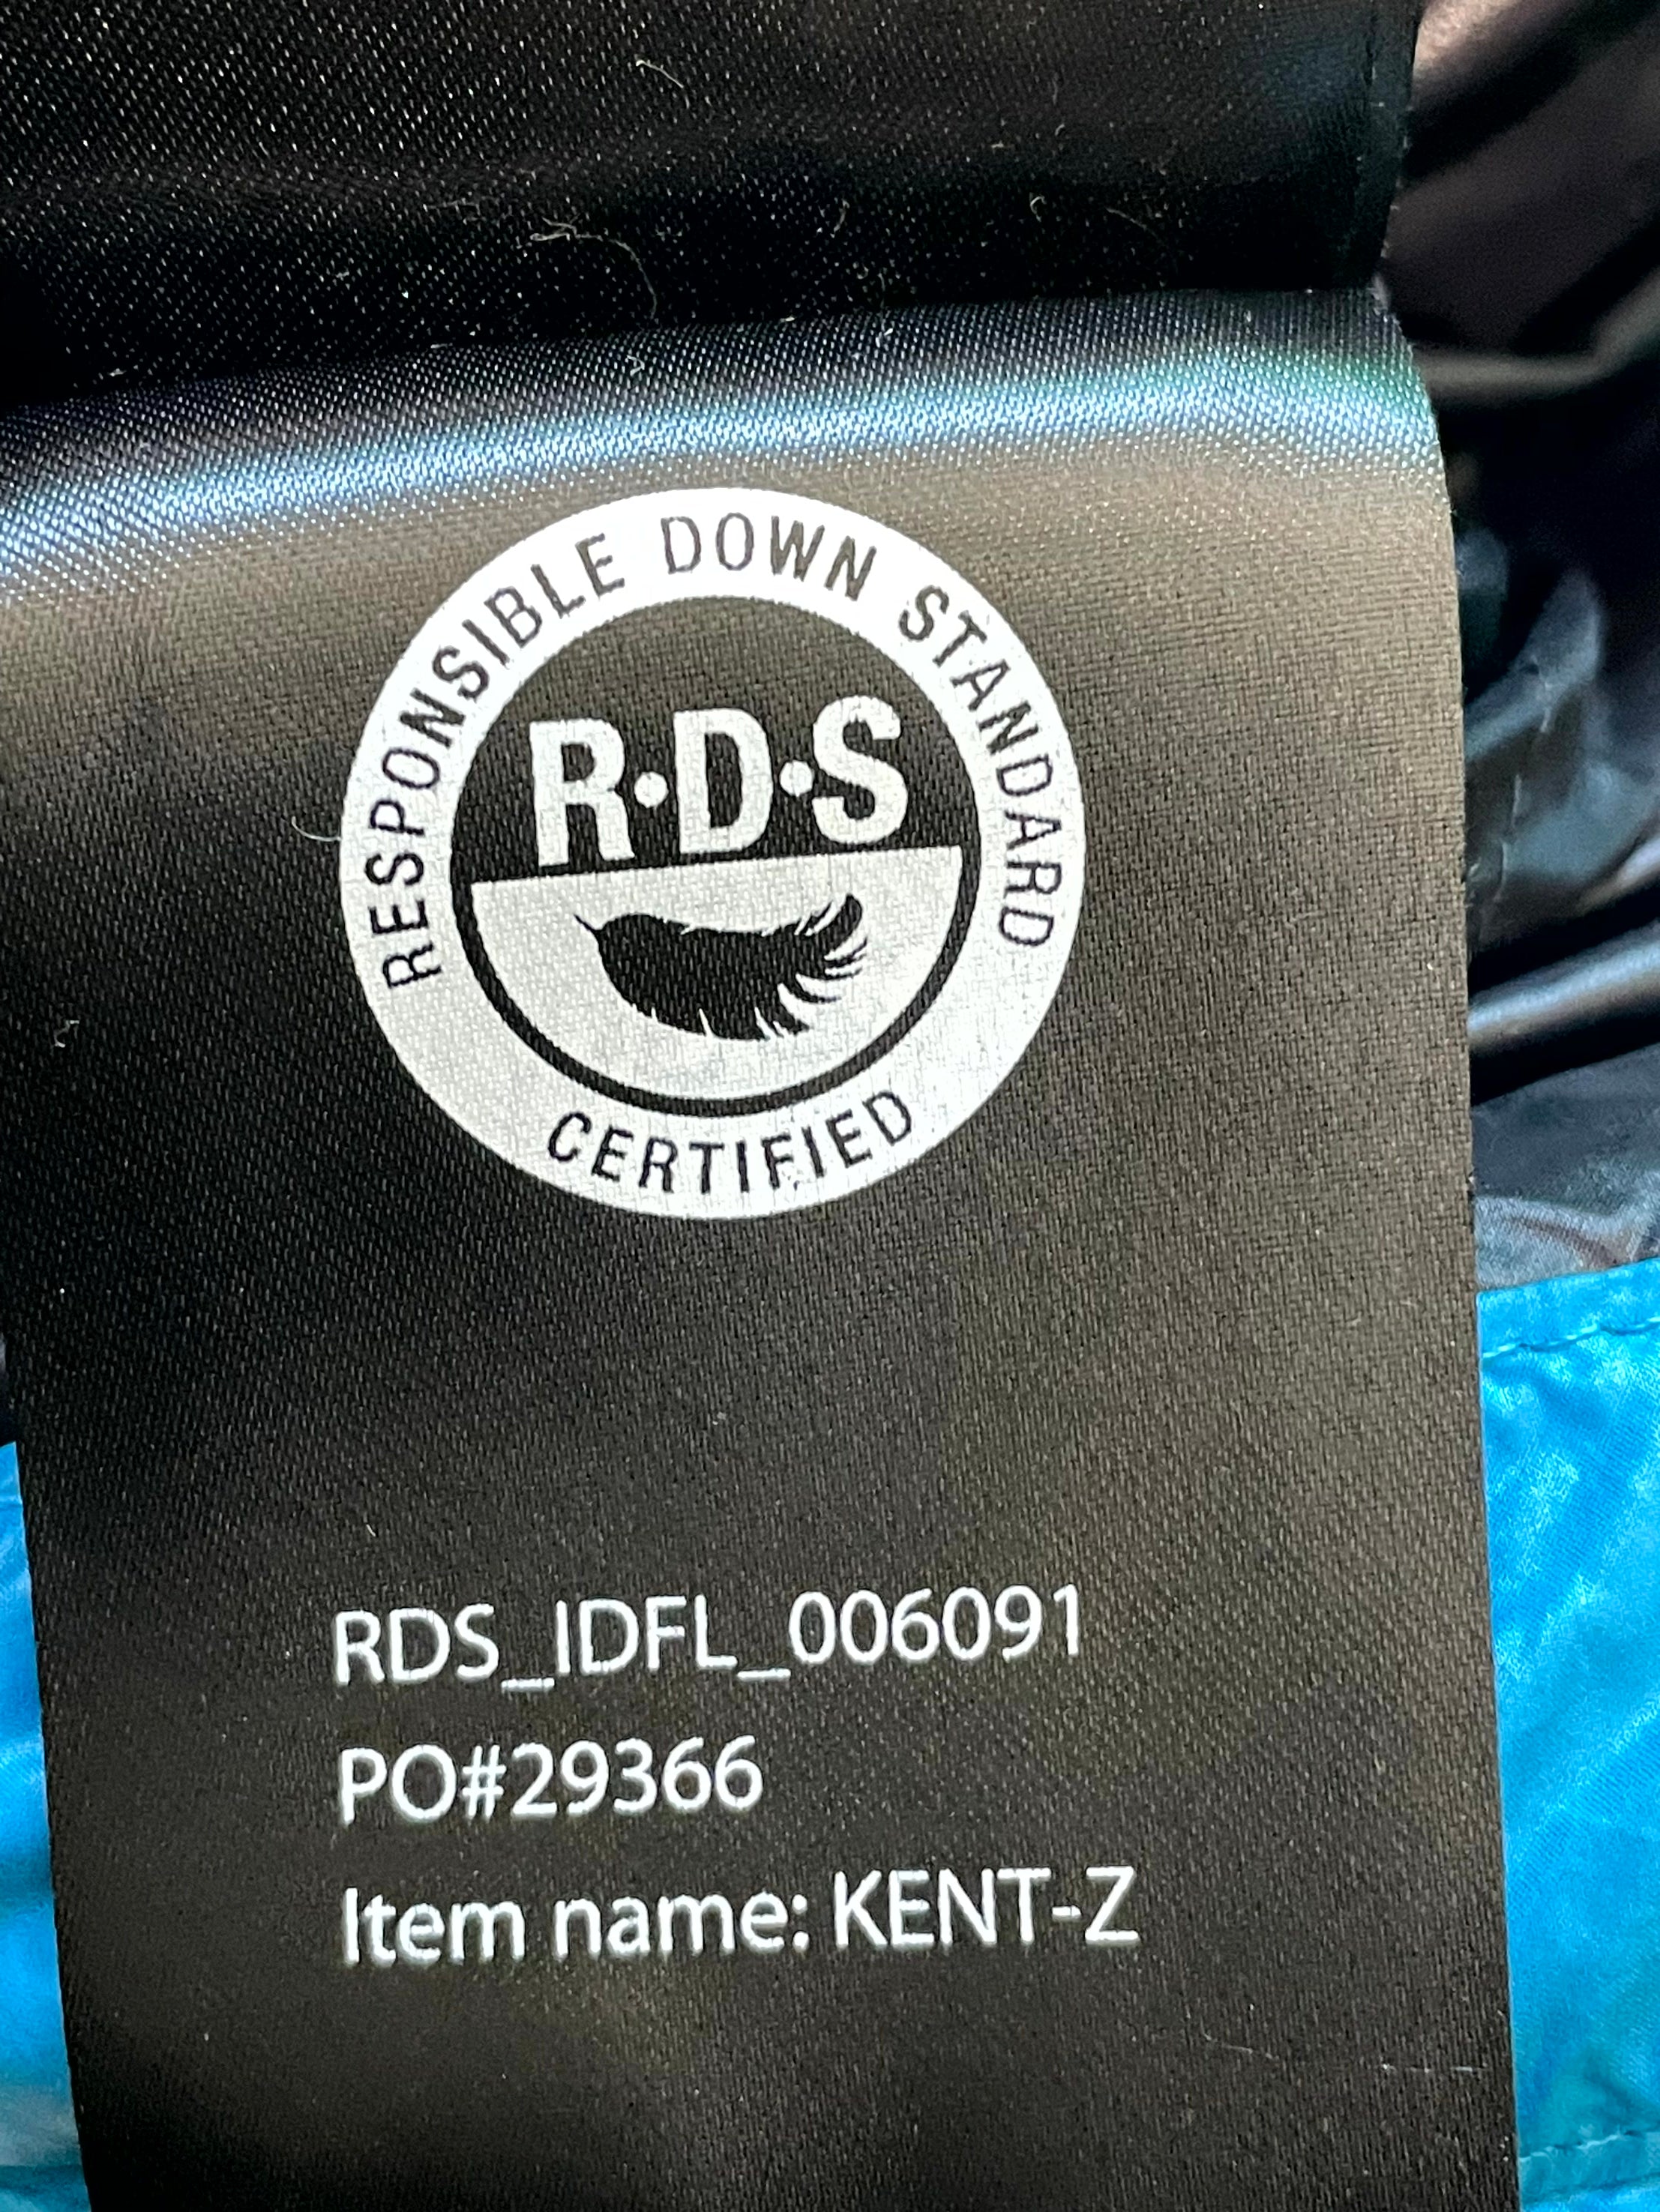 RESPONSIBLE DOWN STANDARD
R·D·S
CERTIFIED
RDS_IDFL_006091
PO#29366
Item name: KENT-Z